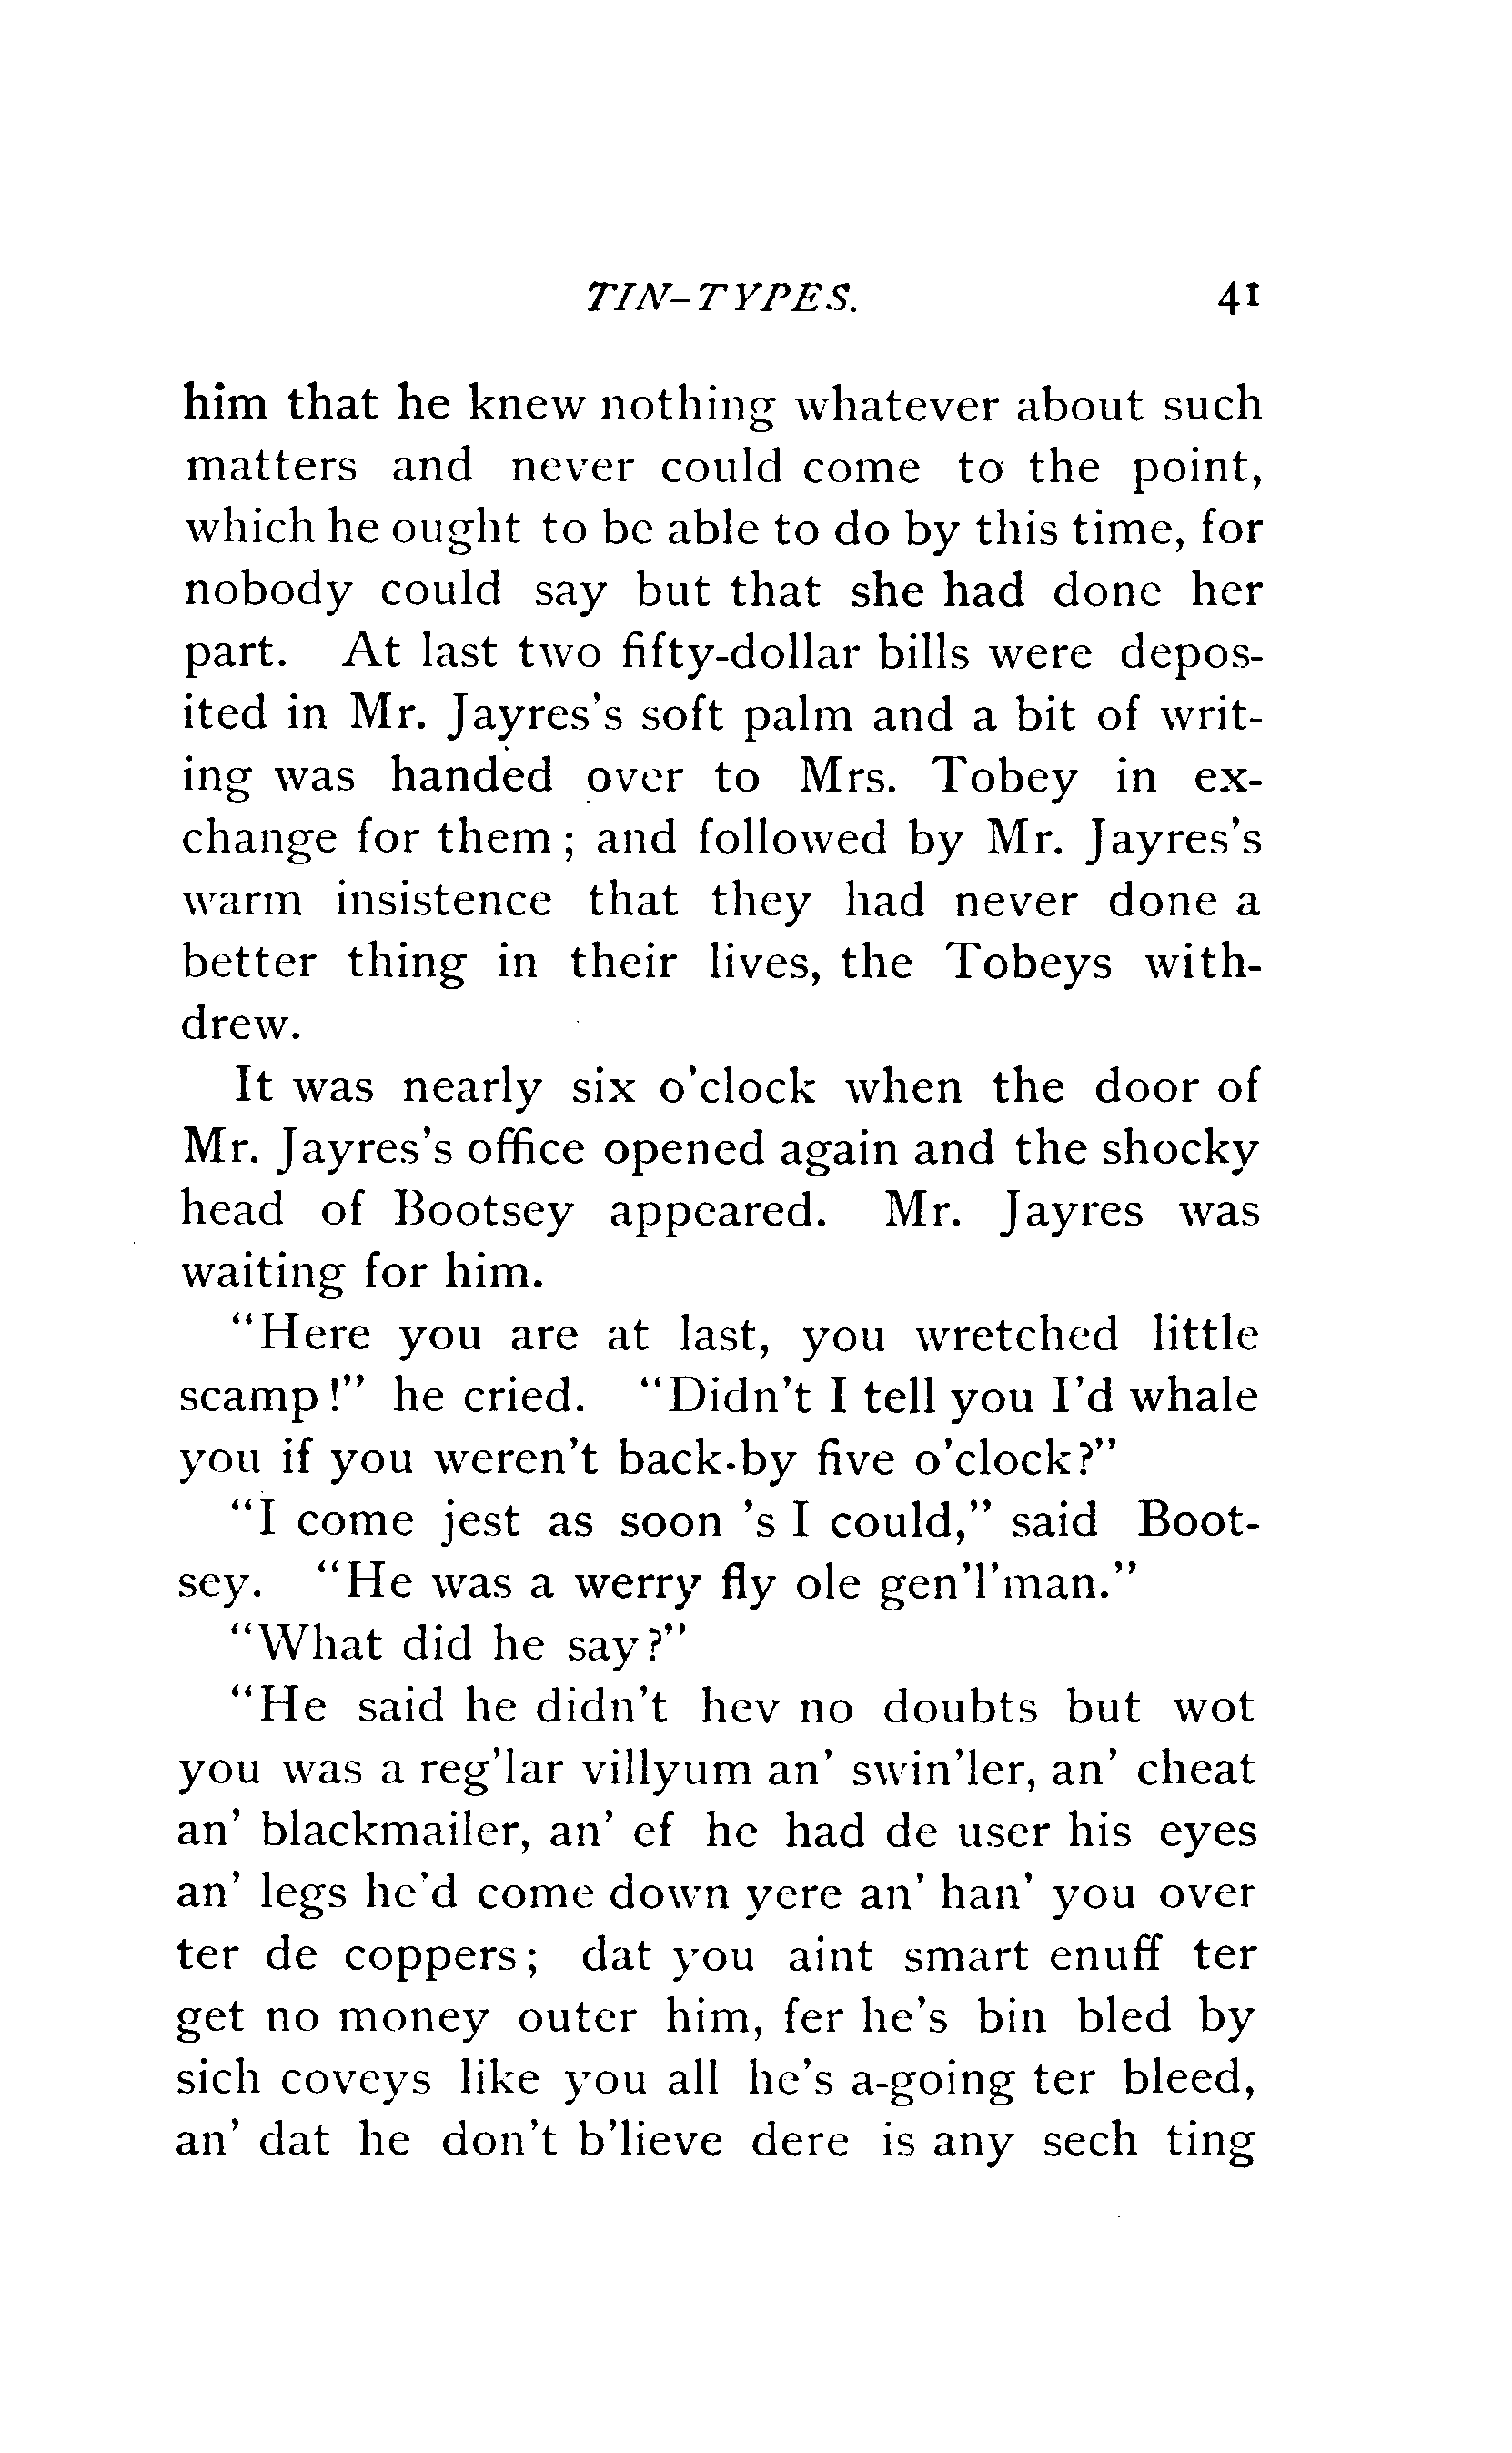 TIN-TYPES. 41
him that he knew nothing whatever about such
matters and never could come to the point,
which he ought to be able to do by this time, for
nobody could say but that she had done her
part. At last two fifty-dollar bills were depos-
ited in Mr. Jayres's soft palm and a bit of writ-
ing was handed over to Mrs. Tobey in ex-
change for them; and followed by Mr. Jayres's
warm insistence that they had never done a
better thing in their lives, the Tobeys with-
drew.
It was nearly six o'clock when the door of
Mr. Jayres's office opened again and the shocky
head of Bootsey appeared. Mr. Jayres was
waiting for him.
"Here you are at last, you wretched little
scamp!" he cried. "Didn't I tell you I'd whale
you if you weren't back by five o'clock?"
"I come jest as soon 's I could," said Boot-
sey. "He was a werry fly ole gen'l'man."
"What did he say?"
"He said he didn't hev no doubts but wot
you was a reg'lar villyum an' swin'ler, an' cheat
an' blackmailer, an' ef he had de user his eyes
an' legs he'd come down yere an' han' you over
ter de coppers; dat you aint smart enuff ter
get no money outer him, fer he's bin bled by
sich coveys like you all he's a-going ter bleed,
an' dat he don't b'lieve dere is any sech ting